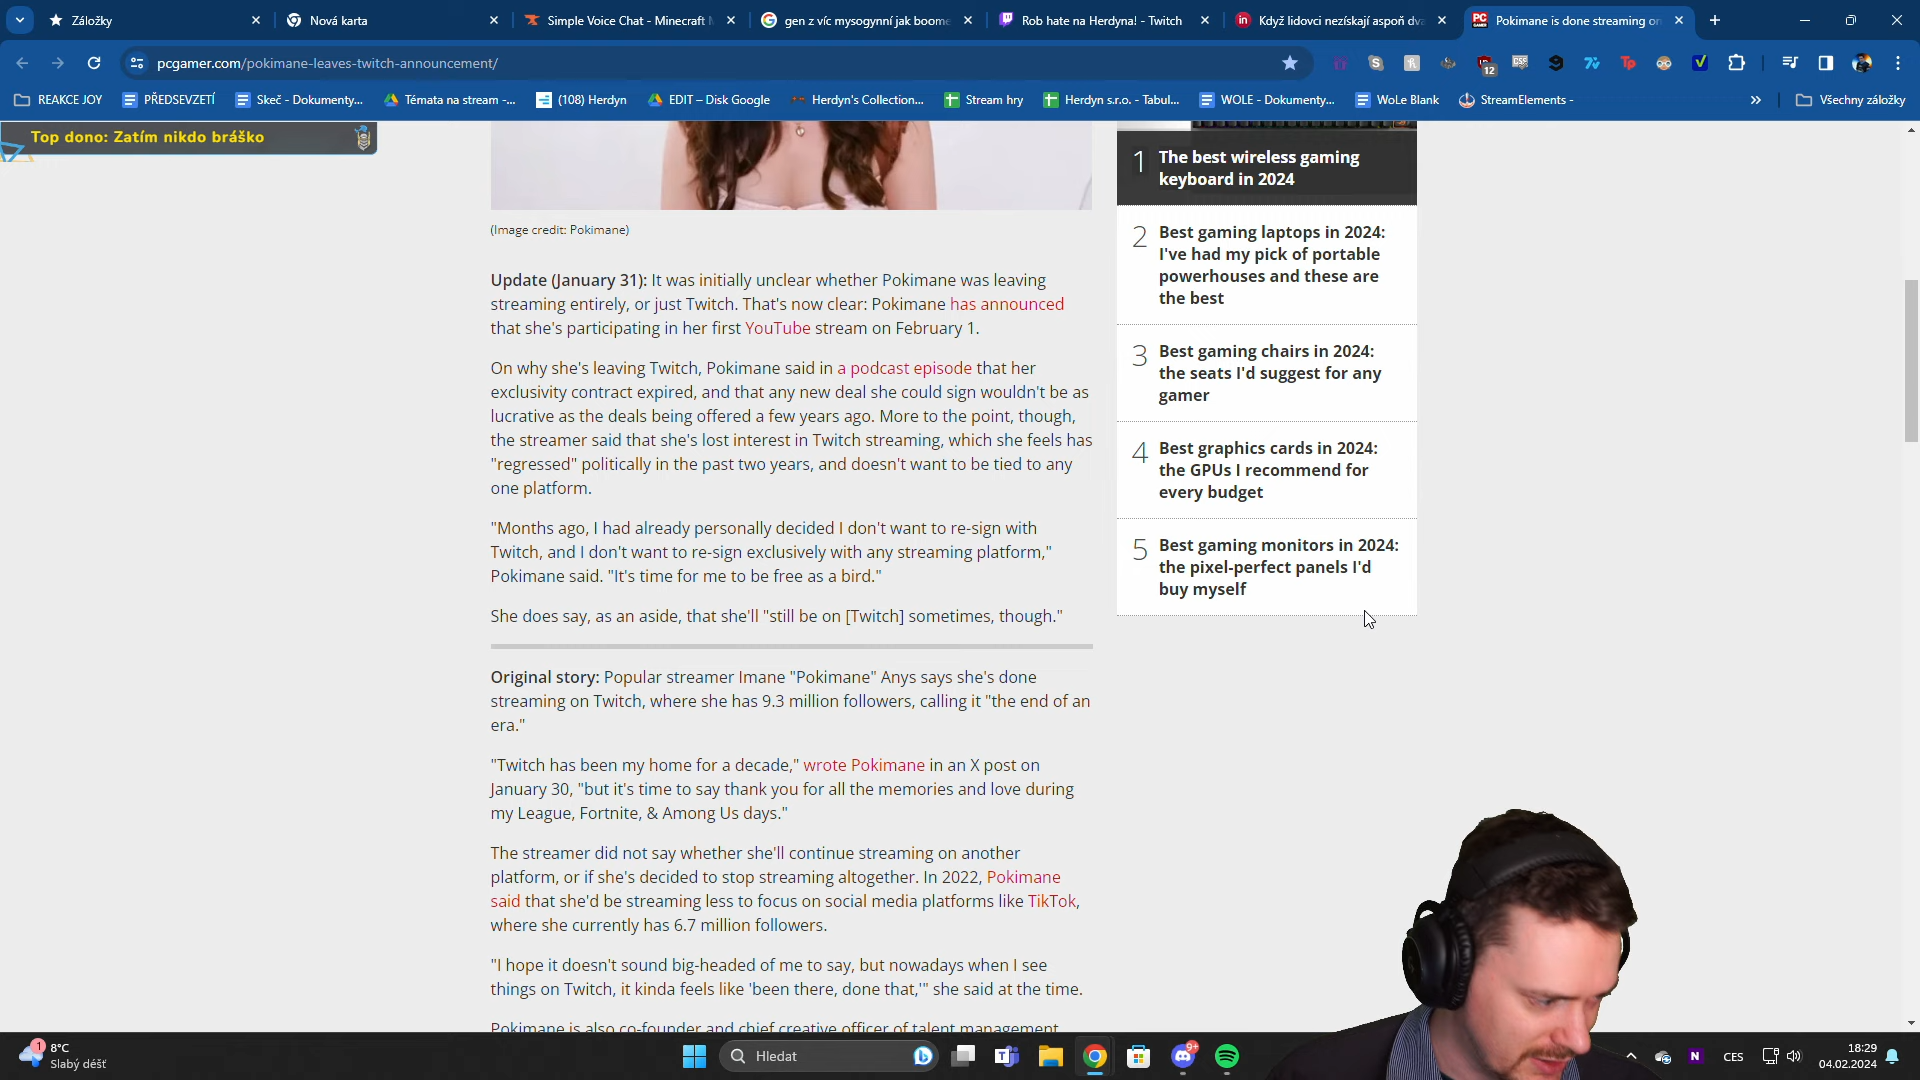 Záložky
Nová karta
Simple Voice Chat - Minecraft M
gen z víc mysogynní jak boome
Rob hate na Herdyna! - Twitch
Když lidovci nezískají aspoň dva
Pokimane is done streaming on
pcgamer.com/pokimane-leaves-twitch-announcement/
REAKCE JOY
PŘEDSEVZETÍ
Skeč - Dokumenty...
Témata na stream -...
(108) Herdyn
EDIT – Disk Google
Herdyn's Collection...
Stream hry
Herdyn s.r.o. - Tabul...
WOLE - Dokumenty...
WoLe Blank
StreamElements -
Všechny záložky
Top dono: Zatím nikdo bráško
(Image credit: Pokimane)
Update (January 31): It was initially unclear whether Pokimane was leaving
streaming entirely, or just Twitch. That's now clear: Pokimane has announced
that she's participating in her first YouTube stream on February 1.
On why she's leaving Twitch, Pokimane said in a podcast episode that her
exclusivity contract expired, and that any new deal she could sign wouldn't be as
lucrative as the deals being offered a few years ago. More to the point, though,
the streamer said that she's lost interest in Twitch streaming, which she feels has
"regressed" politically in the past two years, and doesn't want to be tied to any
one platform.
"Months ago, I had already personally decided I don't want to re-sign with
Twitch, and I don't want to re-sign exclusively with any streaming platform,"
Pokimane said. "It's time for me to be free as a bird."
She does say, as an aside, that she'll "still be on [Twitch] sometimes, though."
Original story: Popular streamer Imane "Pokimane" Anys says she's done
streaming on Twitch, where she has 9.3 million followers, calling it "the end of an
era."
"Twitch has been my home for a decade," wrote Pokimane in an X post on
January 30, "but it's time to say thank you for all the memories and love during
my League, Fortnite, & Among Us days."
The streamer did not say whether she'll continue streaming on another
platform, or if she's decided to stop streaming altogether. In 2022, Pokimane
said that she'd be streaming less to focus on social media platforms like TikTok,
where she currently has 6.7 million followers.
"I hope it doesn't sound big-headed of me to say, but nowadays when I see
things on Twitch, it kinda feels like 'been there, done that,'" she said at the time.
Pokimane is also co-founder and chief creative officer of talent management
1 The best wireless gaming
keyboard in 2024
2 Best gaming laptops in 2024:
I've had my pick of portable
powerhouses and these are
the best
3 Best gaming chairs in 2024:
the seats I'd suggest for any
gamer
4 Best graphics cards in 2024:
the GPUs I recommend for
every budget
5 Best gaming monitors in 2024:
the pixel-perfect panels I'd
buy myself
1
8°C
Slabý déšť
Hledat
9+
CES
18:29
04.02.2024